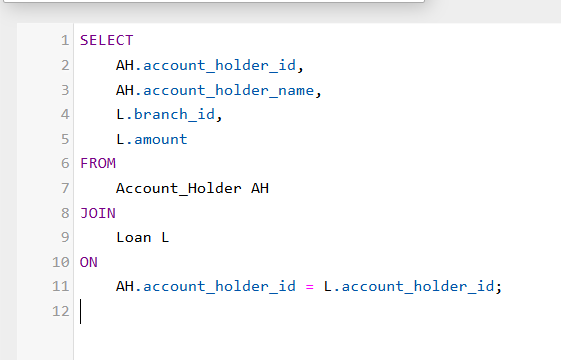 1 SELECT
2     AH.account_holder_id,
3     AH.account_holder_name,
4     L.branch_id,
5     L.amount
6 FROM
7     Account_Holder AH
8 JOIN
9     Loan L
10 ON
11     AH.account_holder_id = L.account_holder_id;
12